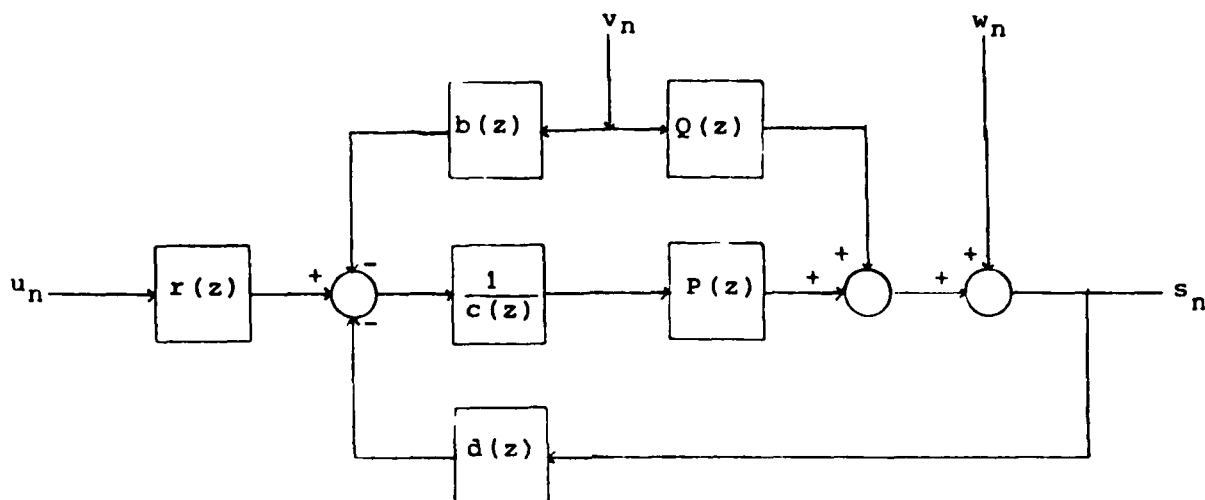 v_n
w_n
b(z)
Q(z)
-
+
+
u_n
r(z)
+
1
c(z)
P(z)
+
+
s_n
-
d(z)